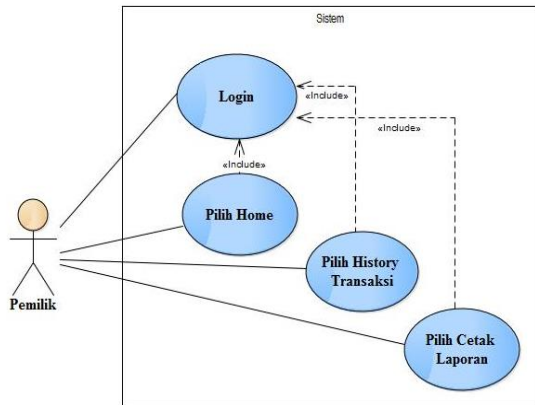 Sistem
Login
«Include»
«Include»
«Include»
Pilih Home
Pilih History
Transaksi
Pemilik
Pilih Cetak
Laporan